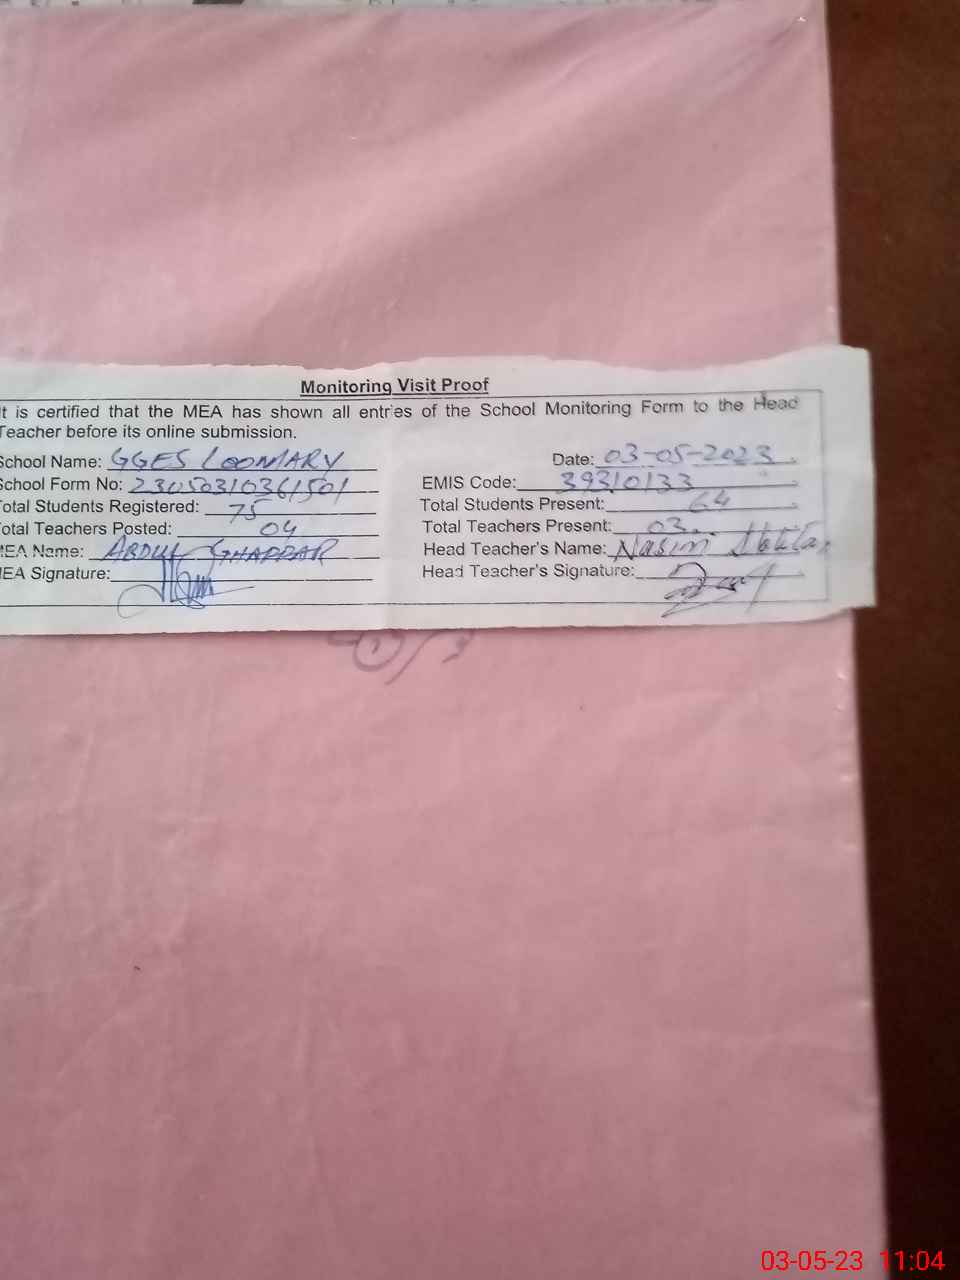 Monitoring Visit Proof
It is certified that the MEA has shown all entries of the School Monitoring Form to the Head
Teacher before its online submission.
School Name: GGES LOOMARY Date: 03-05-2023
School Form No: 23050310361501 EMIS Code: 39310133
Total Students Registered: 75 Total Students Present: 64
Total Teachers Posted: 04 Total Teachers Present: 03.
MEA Name: ABDUL GHAFFAR Head Teacher's Name: Nasim Akhtar
MEA Signature: Head Teacher's Signature:
03-05-23 11:04